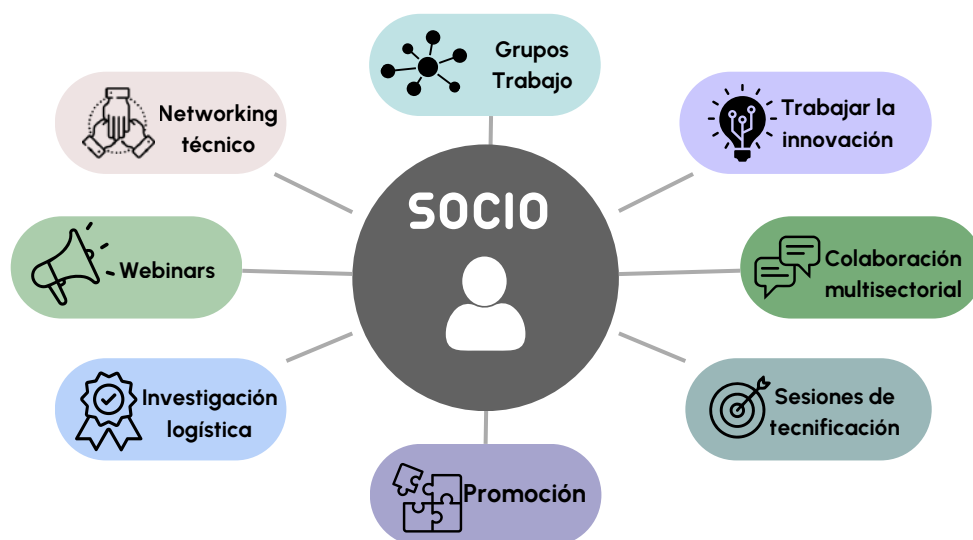 Grupos
Trabajo
Networking
técnico
Trabajar la
innovación
SOCIO
Webinars
Colaboración
multisectorial
Investigación
logística
Sesiones de
tecnificación
Promoción